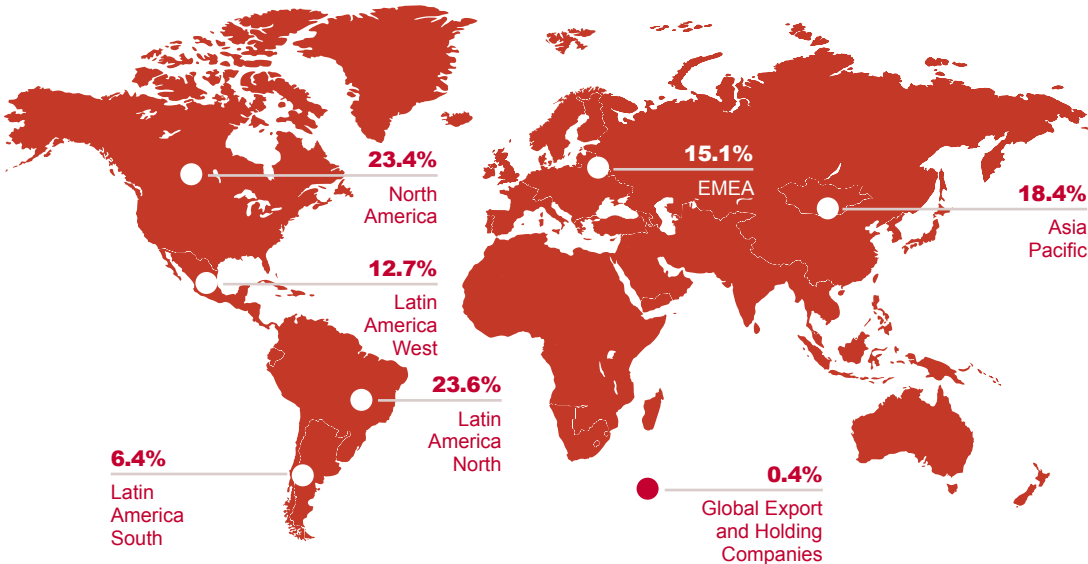 23.4%
North
America
15.1%
EMEA
18.4%
Asia
Pacific
12.7%
Latin
America
West
23.6%
Latin
America
North
6.4%
Latin
America
South
0.4%
Global Export
and Holding
Companies